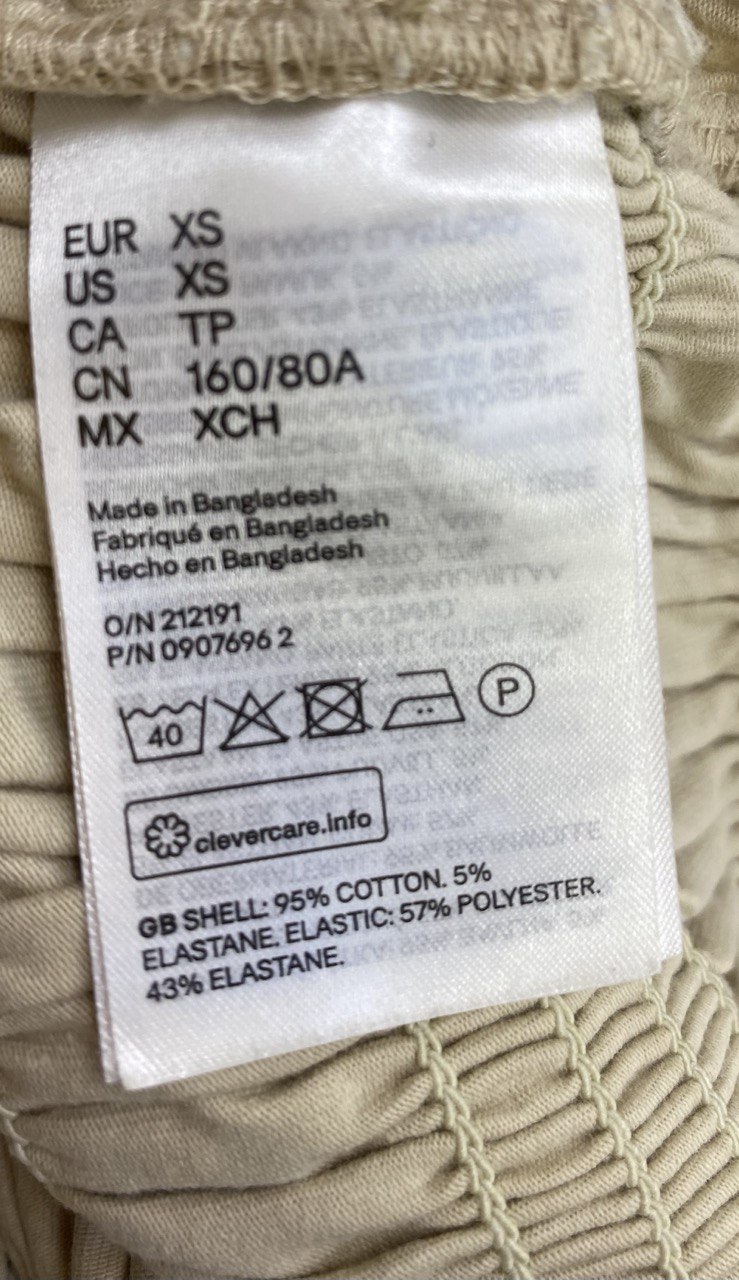 EUR XS
US XS
CA TP
CN 160/80A
MX XCH
Made in Bangladesh
Fabriqué en Bangladesh
Hecho en Bangladesh
O/N 212191
P/N 0907696 2
40 P
clevercare.info
GB SHELL: 95% COTTON. 5%
ELASTANE. ELASTIC: 57% POLYESTER.
43% ELASTANE.